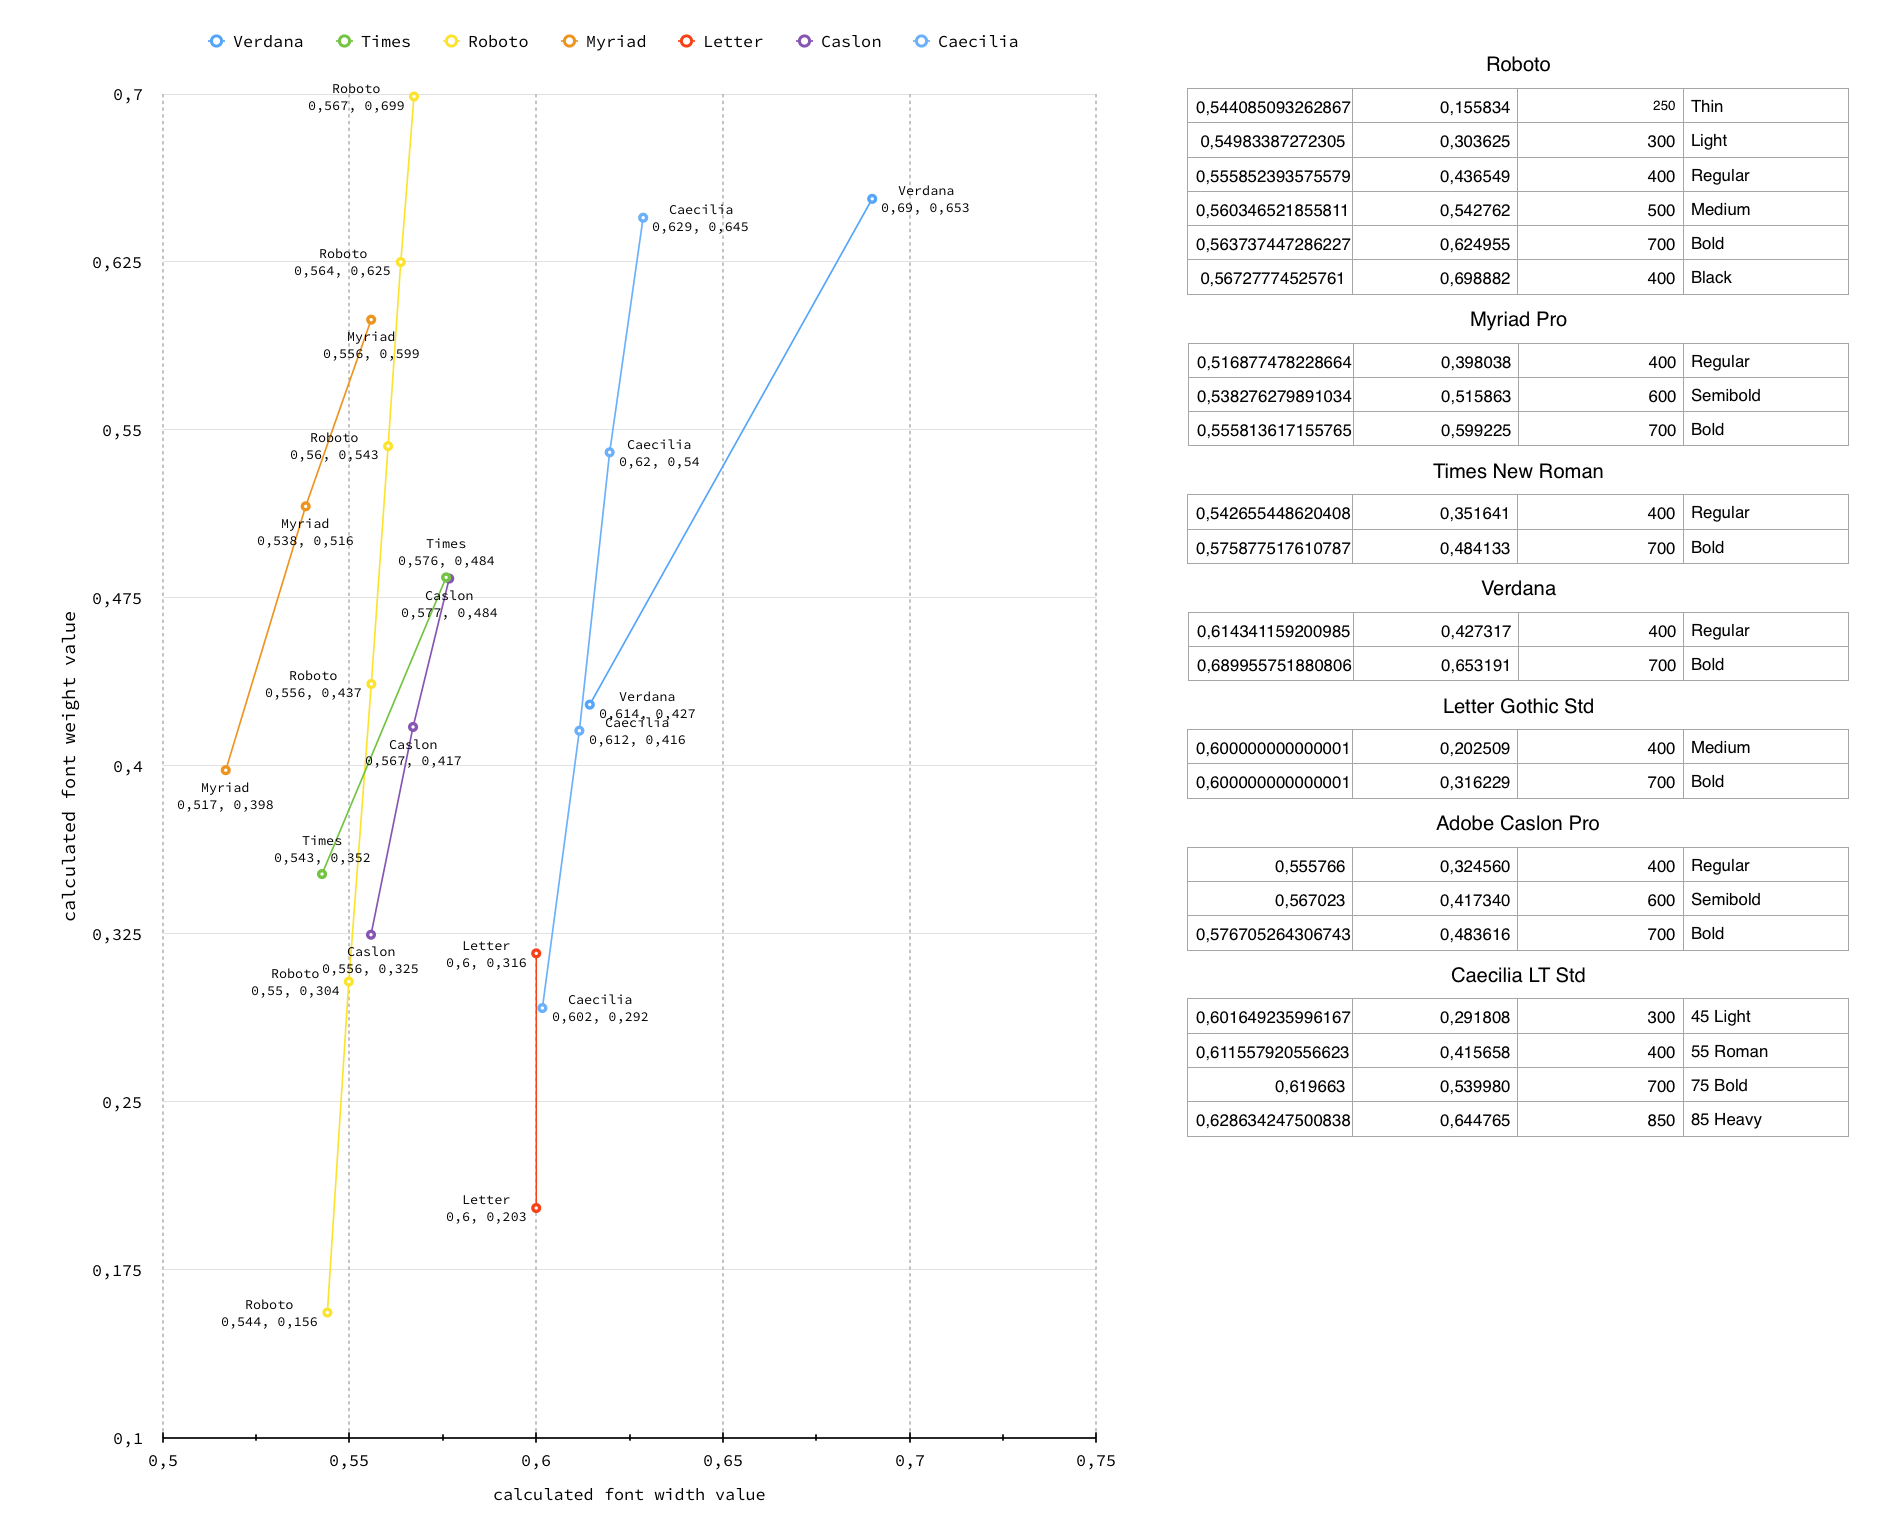 Verdana Times Roboto Myriad Letter Caslon Caecilia
calculated font weight value
0,7
0,625
0,55
0,475
0,4
0,325
0,25
0,175
0,1
Roboto
0,567, 0,699
Verdana
0,69, 0,653
Caecilia
0,629, 0,645
Roboto
0,564, 0,625
Myriad
0,556, 0,599
Roboto
0,56, 0,543
Caecilia
0,62, 0,54
Myriad
0,538, 0,516
Times
0,576, 0,484
Caslon
0,577, 0,484
Roboto
0,556, 0,437
Verdana
0,614, 0,427
Caecilia
0,612, 0,416
Caslon
0,567, 0,417
Myriad
0,517, 0,398
Times
0,543, 0,352
Letter
0,6, 0,316
Caslon
0,556, 0,325
Roboto
0,55, 0,304
Caecilia
0,602, 0,292
Letter
0,6, 0,203
Roboto
0,544, 0,156
0,5 0,55 0,6 0,65 0,7 0,75
calculated font width value
Roboto
0,544085093262867 0,155834 250 Thin
0,54983387272305 0,303625 300 Light
0,555852393575579 0,436549 400 Regular
0,560346521855811 0,542762 500 Medium
0,563737447286227 0,624955 700 Bold
0,56727774525761 0,698882 400 Black
Myriad Pro
0,516877478228664 0,398038 400 Regular
0,538276279891034 0,515863 600 Semibold
0,555813617155765 0,599225 700 Bold
Times New Roman
0,542655448620408 0,351641 400 Regular
0,575877517610787 0,484133 700 Bold
Verdana
0,614341159200985 0,427317 400 Regular
0,689955751880806 0,653191 700 Bold
Letter Gothic Std
0,600000000000001 0,202509 400 Medium
0,600000000000001 0,316229 700 Bold
Adobe Caslon Pro
0,555766 0,324560 400 Regular
0,567023 0,417340 600 Semibold
0,576705264306743 0,483616 700 Bold
Caecilia LT Std
0,601649235996167 0,291808 300 45 Light
0,611557920556623 0,415658 400 55 Roman
0,619663 0,539980 700 75 Bold
0,628634247500838 0,644765 850 85 Heavy